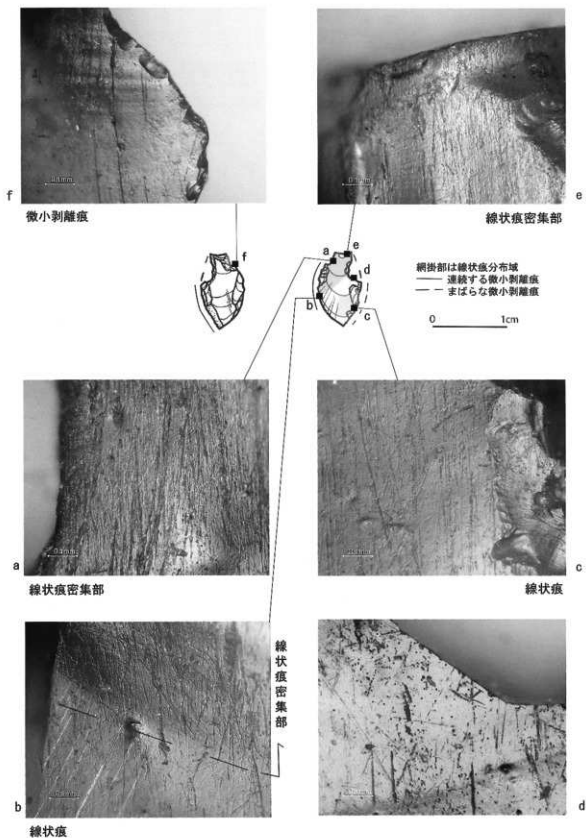 f
微小剥離痕
e
線状痕密集部
f
a
e
d
b
c
網掛部は線状痕分布域
連続する微小剥離痕
まばらな微小剥離痕
0 1cm
a
線状痕密集部
c
線状痕
線状痕密集部
b
線状痕
d